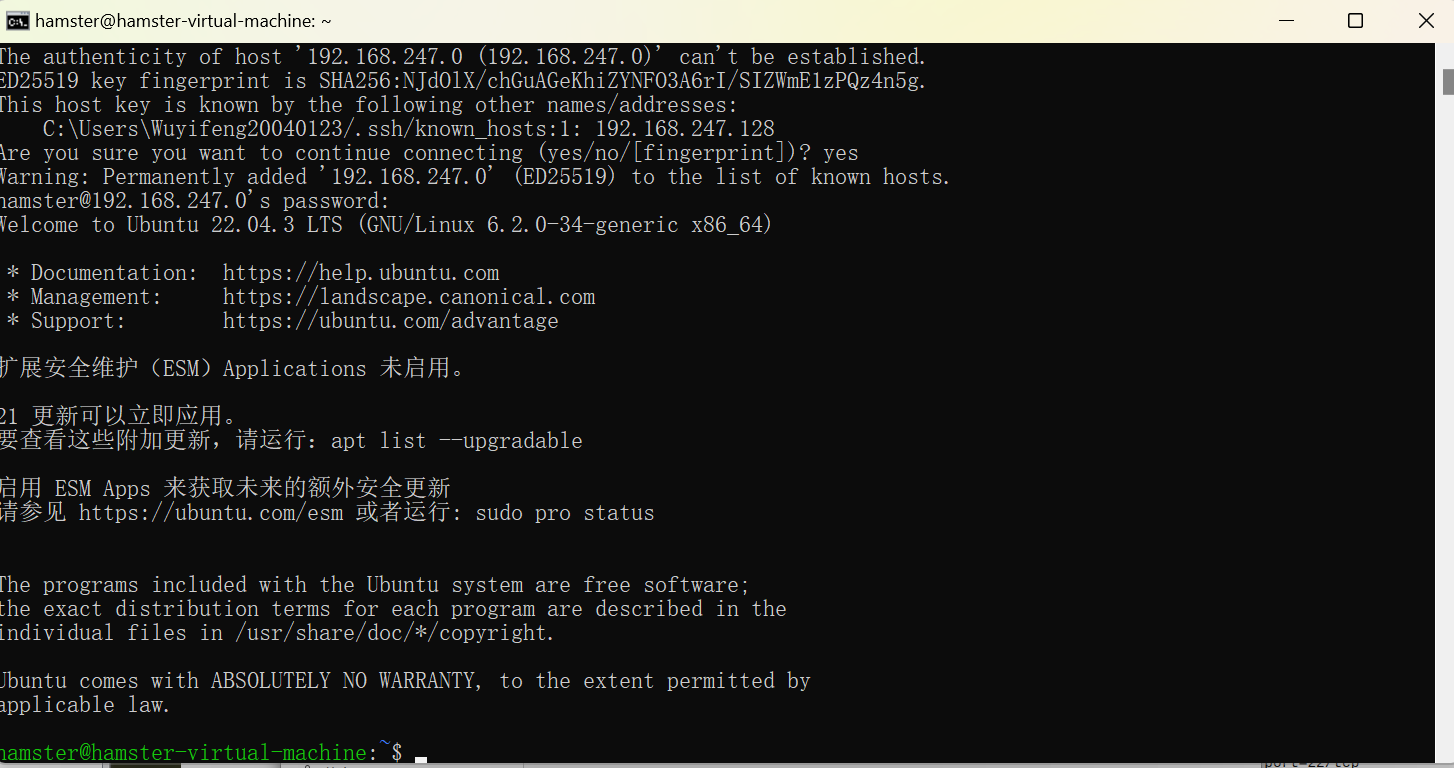 hamster@hamster-virtual-machine: ~
The authenticity of host '192.168.247.0 (192.168.247.0)' can't be established.
ED25519 key fingerprint is SHA256:NJdOlX/chGuAGeKhiZYNFO3A6rI/SIZWmE1zPQz4n5g.
This host key is known by the following other names/addresses:
C:\Users\Wuyifeng20040123/.ssh/known_hosts:1: 192.168.247.128
Are you sure you want to continue connecting (yes/no/[fingerprint])? yes
Warning: Permanently added '192.168.247.0' (ED25519) to the list of known hosts.
hamster@192.168.247.0's password:
Welcome to Ubuntu 22.04.3 LTS (GNU/Linux 6.2.0-34-generic x86_64)
* Documentation: https://help.ubuntu.com
* Management: https://landscape.canonical.com
* Support: https://ubuntu.com/advantage
扩展安全维护（ESM）Applications 未启用。
21 更新可以立即应用。
要查看这些附加更新，请运行：apt list --upgradable
启用 ESM Apps 来获取未来的额外安全更新
请参见 https://ubuntu.com/esm 或者运行: sudo pro status
The programs included with the Ubuntu system are free software;
the exact distribution terms for each program are described in the
individual files in /usr/share/doc/*/copyright.
Ubuntu comes with ABSOLUTELY NO WARRANTY, to the extent permitted by
applicable law.
hamster@hamster-virtual-machine:~$
port=22/tcp